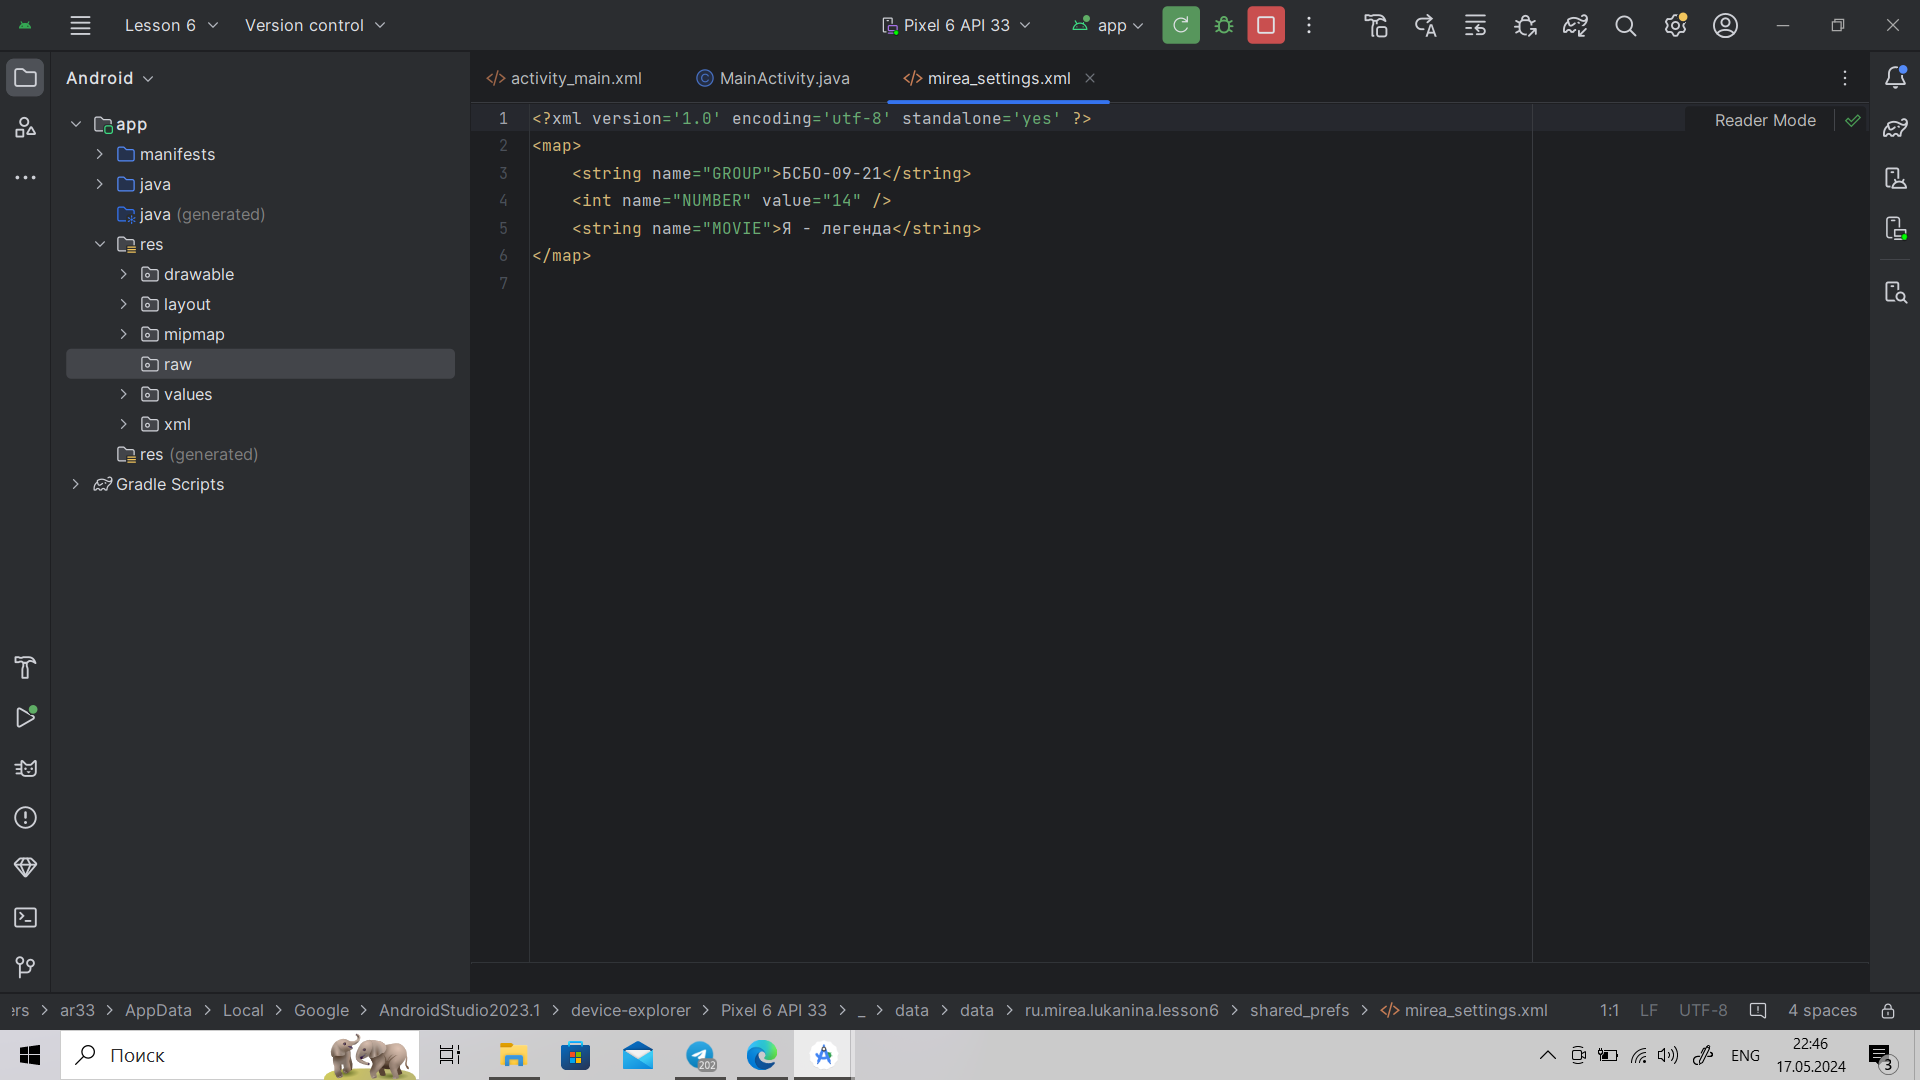 Lesson 6 Version control Pixel 6 API 33 app
Android
app
manifests
java
java (generated)
res
drawable
layout
mipmap
raw
values
xml
res (generated)
Gradle Scripts
activity_main.xml MainActivity.java mirea_settings.xml
Reader Mode
1 <?xml version='1.0' encoding='utf-8' standalone='yes' ?>
2 <map>
3 <string name="GROUP">БСБО-09-21</string>
4 <int name="NUMBER" value="14" />
5 <string name="MOVIE">Я - легенда</string>
6 </map>
7
ers > ar33 > AppData > Local > Google > AndroidStudio2023.1 > device-explorer > Pixel 6 API 33 > _ > data > data > ru.mirea.lukanina.lesson6 > shared_prefs > mirea_settings.xml 1:1 LF UTF-8 4 spaces
Поиск
202
ENG
22:46
17.05.2024
3